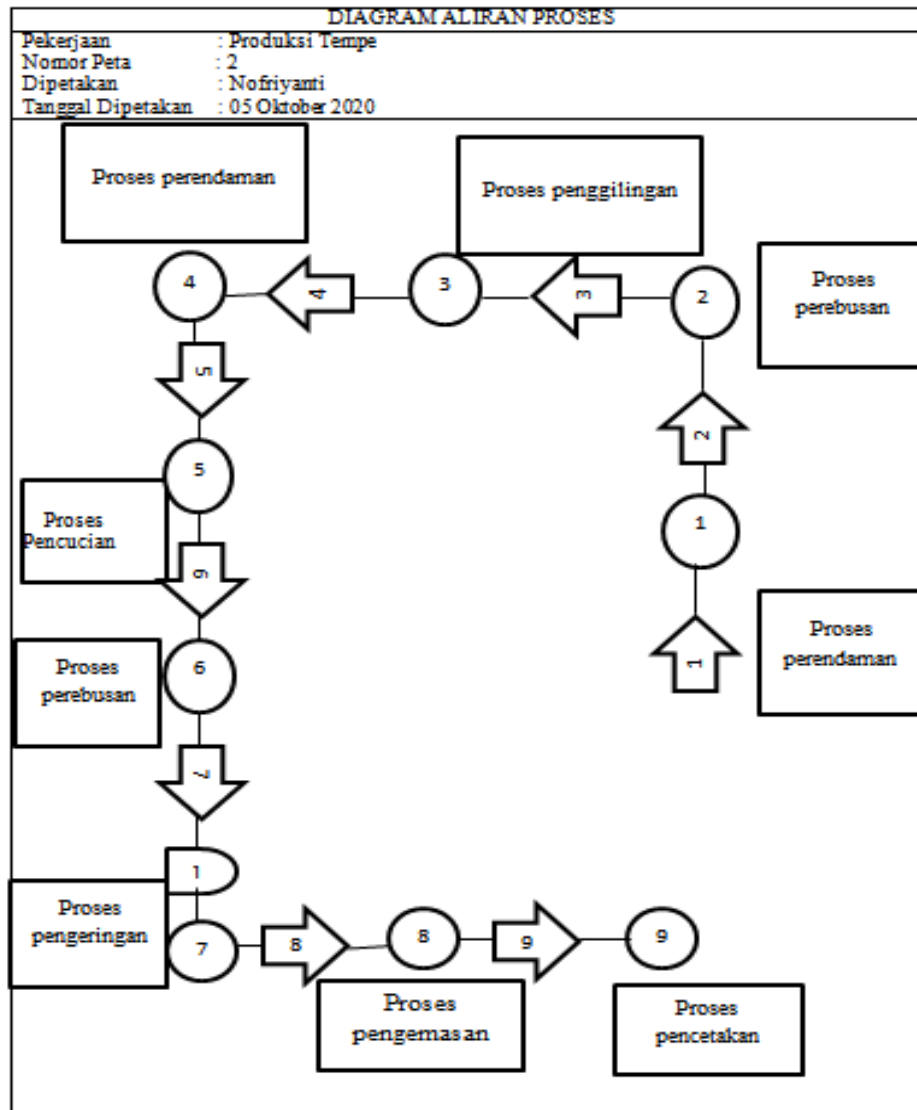 DIAGRAM ALIRAN PROSES
Pekerjaan : Produksi Tempe
Nomor Peta : 2
Dipetakan : Nofriyanti
Tanggal Dipetakan : 05 Oktober 2020
Proses perendaman
Proses penggilingan
Proses
perebusan
4
4
3
3
2
5
2
5
1
Proses
Pencucian
6
Proses
perendaman
1
Proses
perebusan
6
7
1
Proses
pengeringan
7
8
8
9
9
Proses
pengemasan
Proses
pencetakan